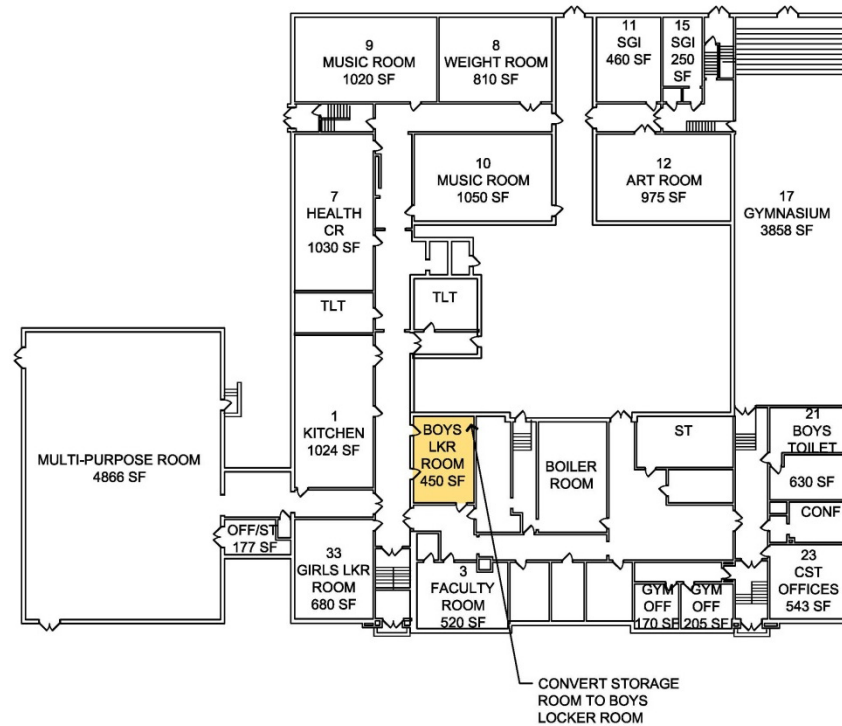 9
MUSIC ROOM
1020 SF
8
WEIGHT ROOM
810 SF
11
SGI
460 SF
15
SGI
250
SF
10
MUSIC ROOM
1050 SF
12
ART ROOM
975 SF
17
GYMNASIUM
3858 SF
7
HEALTH
CR
1030 SF
TLT
TLT
1
KITCHEN
1024 SF
MULTI-PURPOSE ROOM
4866 SF
BOYS
LKR
ROOM
450 SF
BOILER
ROOM
ST
21
BOYS
TOILET
630 SF
CONF
OFF/ST
177 SF
33
GIRLS LKR
ROOM
680 SF
3
FACULTY
ROOM
520 SF
GYM
OFF
170 SF
GYM
OFF
205 SF
23
CST
OFFICES
543 SF
CONVERT STORAGE
ROOM TO BOYS
LOCKER ROOM